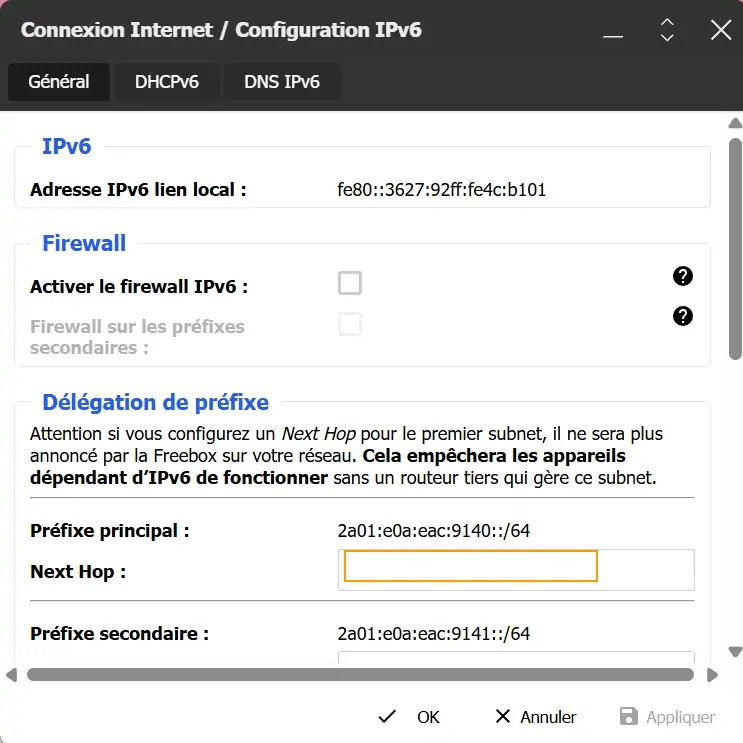 Connexion Internet / Configuration IPv6
Général DHCPv6 DNS IPv6
IPv6
Adresse IPv6 lien local : fe80::3627:92ff:fe4c:b101
Firewall
Activer le firewall IPv6 :
Firewall sur les préfixes
secondaires :
Délégation de préfixe
Attention si vous configurez un Next Hop pour le premier subnet, il ne sera plus
annoncé par la Freebox sur votre réseau. Cela empêchera les appareils
dépendant d’IPv6 de fonctionner sans un routeur tiers qui gère ce subnet.
Préfixe principal : 2a01:e0a:eac:9140::/64
Next Hop :
Préfixe secondaire : 2a01:e0a:eac:9141::/64
OK Annuler Appliquer